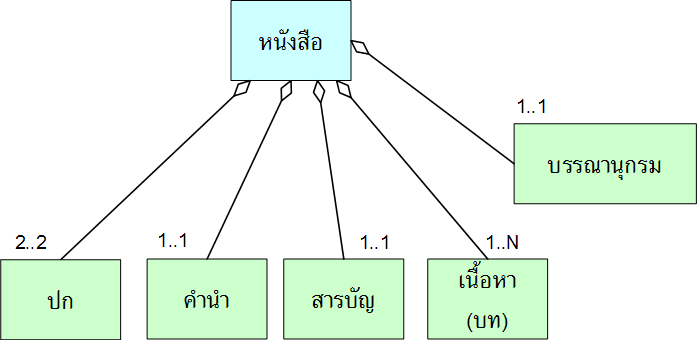 หนังสือ
1..1
บรรณานุกรม
2..2
1..1
1..1
1..N
ปก
คำนำ
สารบัญ
เนื้อหา
(บท)